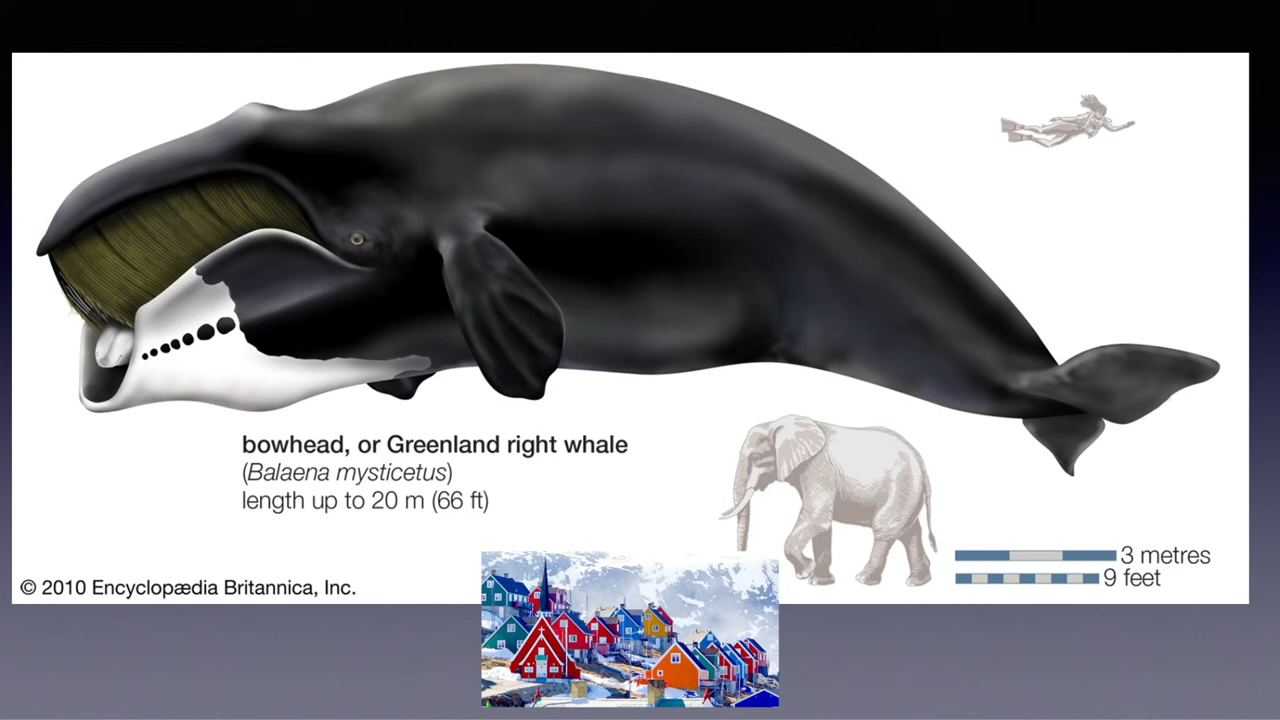 bowhead, or Greenland right whale
(Balaena mysticetus)
length up to 20 m (66 ft)
3 metres
9 feet
© 2010 Encyclopædia Britannica, Inc.